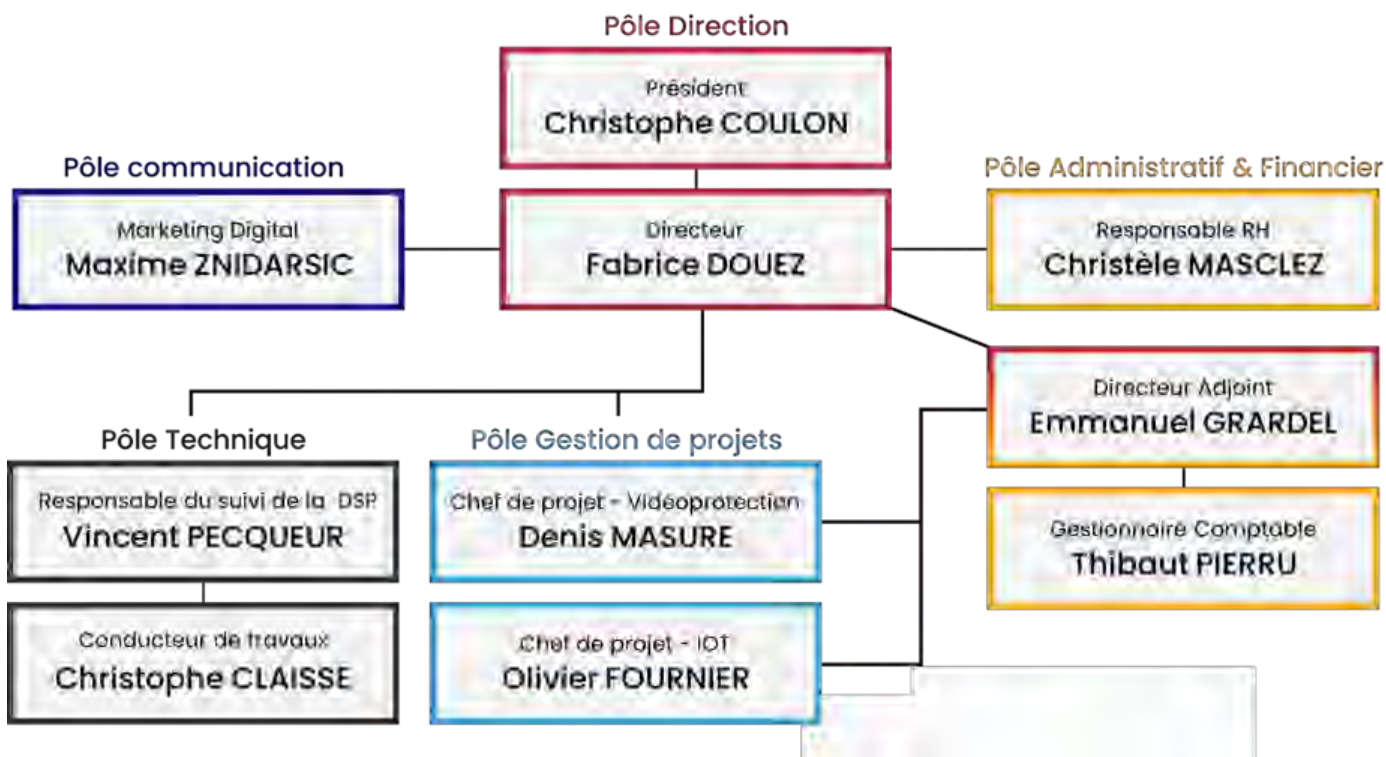 Pôle Direction
Président
Christophe COULON
Pôle communication
Marketing Digital
Maxime ZNIDARSIC
Directeur
Fabrice DOUEZ
Pôle Administratif & Financier
Responsable RH
Christèle MASCLEZ
Directeur Adjoint
Emmanuel GRARDEL
Gestionnaire Comptable
Thibaut PIERRU
Pôle Technique
Responsable du suivi de la DSP
Vincent PECQUEUR
Conducteur de travaux
Christophe CLAISSE
Pôle Gestion de projets
Chef de projet - Vidéoprotection
Denis MASURE
Chef de projet - IOT
Olivier FOURNIER